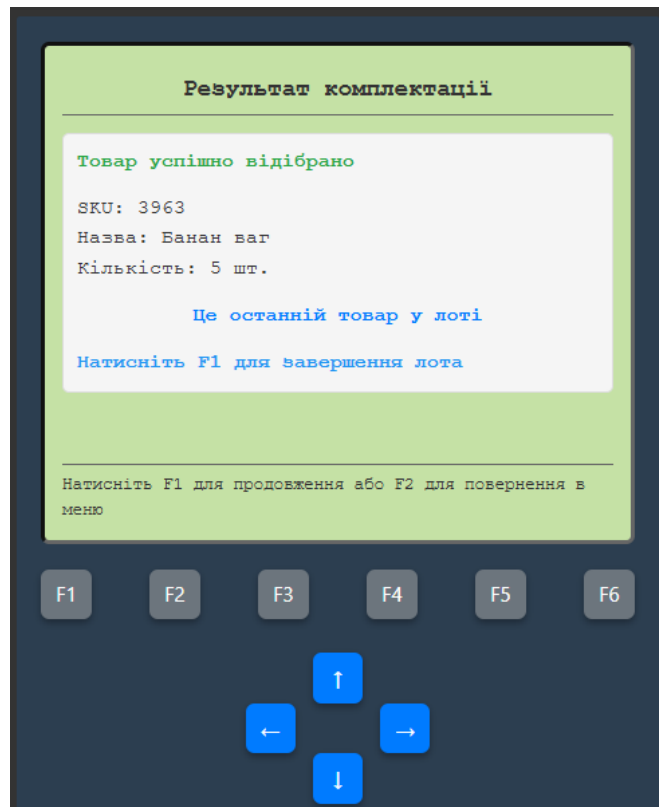 Результат комплектації
Товар успішно відібрано
SKU: 3963
Назва: Банан ваг
Кількість: 5 шт.
Це останній товар у лоті
Натисніть F1 для завершення лота
Натисніть F1 для продовження або F2 для повернення в
меню
F1 F2 F3 F4 F5 F6
↑
← →
↓